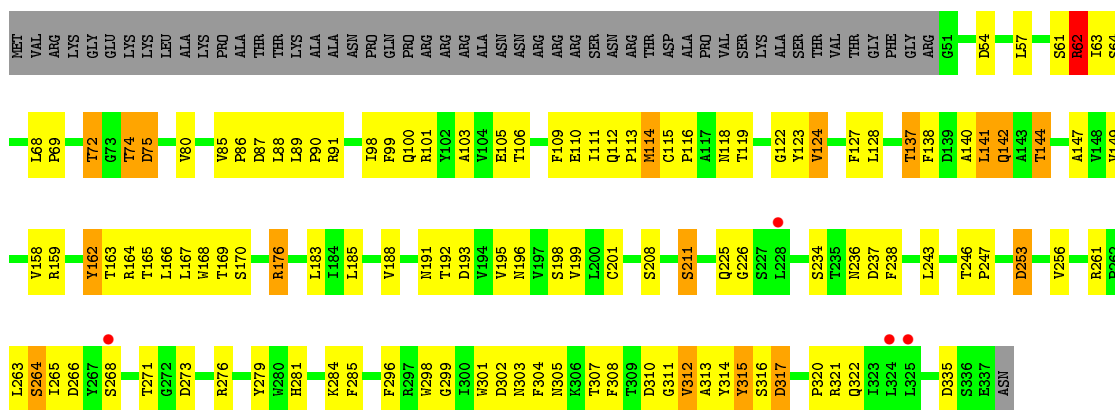 MET VAL ARG LYS GLY GLU LYS LYS LEU ALA LYS PRO ALA THR THR LYS ALA ALA ASN PRO GLN PRO ARG ARG ARG ALA ASN ASN ARG ARG ARG SER ASN ARG THR ASP ALA PRO VAL SER LYS ALA SER THR VAL THR GLY PHE GLY ARG G51 D54 L57 S61 R62 I63 S64
L68 P69 T72 G73 T74 D75 V80 V85 P86 D87 L88 L89 P90 R91 I98 F99 Q100 R101 Y102 A103 V104 E105 T106 F109 E110 I111 Q112 P113 M114 C115 P116 A117 N118 T119 G122 Y123 V124 F127 L128 T137 F138 D139 A140 L141 Q142 A143 T144 A147 V148 V149
V158 R159 Y162 T163 R164 T165 L166 L167 W168 T169 S170 R176 L183 I184 L185 V188 N191 T192 D193 V194 V195 N196 V197 S198 V199 L200 C201 S208 S211 Q225 G226 S227 L228 S234 T235 N236 D237 F238 L243 T246 P247 D253 V256 R261
L263 S264 I265 D266 Y267 S268 T271 G272 D273 R276 Y279 W280 H281 K284 F285 F296 R297 W298 G299 I300 W301 D302 N303 F304 N305 K306 T307 F308 T309 D310 G311 V312 A313 Y314 Y315 S316 D317 P320 R321 Q322 I323 L324 L325 D335 S336 E337 ASN